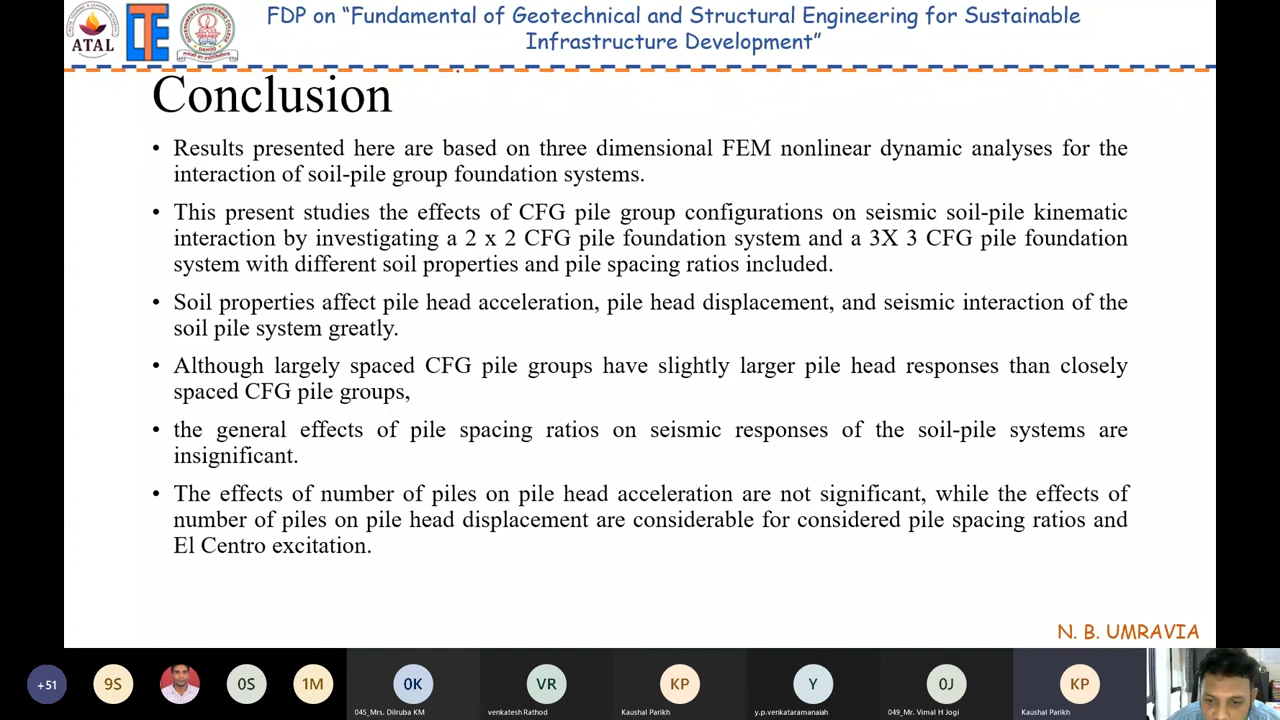 FDP on “Fundamental of Geotechnical and Structural Engineering for Sustainable
Infrastructure Development”
ATAL
Conclusion
• Results presented here are based on three dimensional FEM nonlinear dynamic analyses for the
interaction of soil-pile group foundation systems.
• This present studies the effects of CFG pile group configurations on seismic soil-pile kinematic
interaction by investigating a 2 x 2 CFG pile foundation system and a 3X 3 CFG pile foundation
system with different soil properties and pile spacing ratios included.
• Soil properties affect pile head acceleration, pile head displacement, and seismic interaction of the
soil pile system greatly.
• Although largely spaced CFG pile groups have slightly larger pile head responses than closely
spaced CFG pile groups,
• the general effects of pile spacing ratios on seismic responses of the soil-pile systems are
insignificant.
• The effects of number of piles on pile head acceleration are not significant, while the effects of
number of piles on pile head displacement are considerable for considered pile spacing ratios and
El Centro excitation.
N. B. UMRAVIA
+51
9S
0S
1M
0K
VR
KP
Y
0J
KP
045_Mrs. Dilruba KM
venkatesh Rathod
Kaushal Parikh
y.p.venkataramanaiah
049_Mr. Vimal H Jogi
Kaushal Parikh